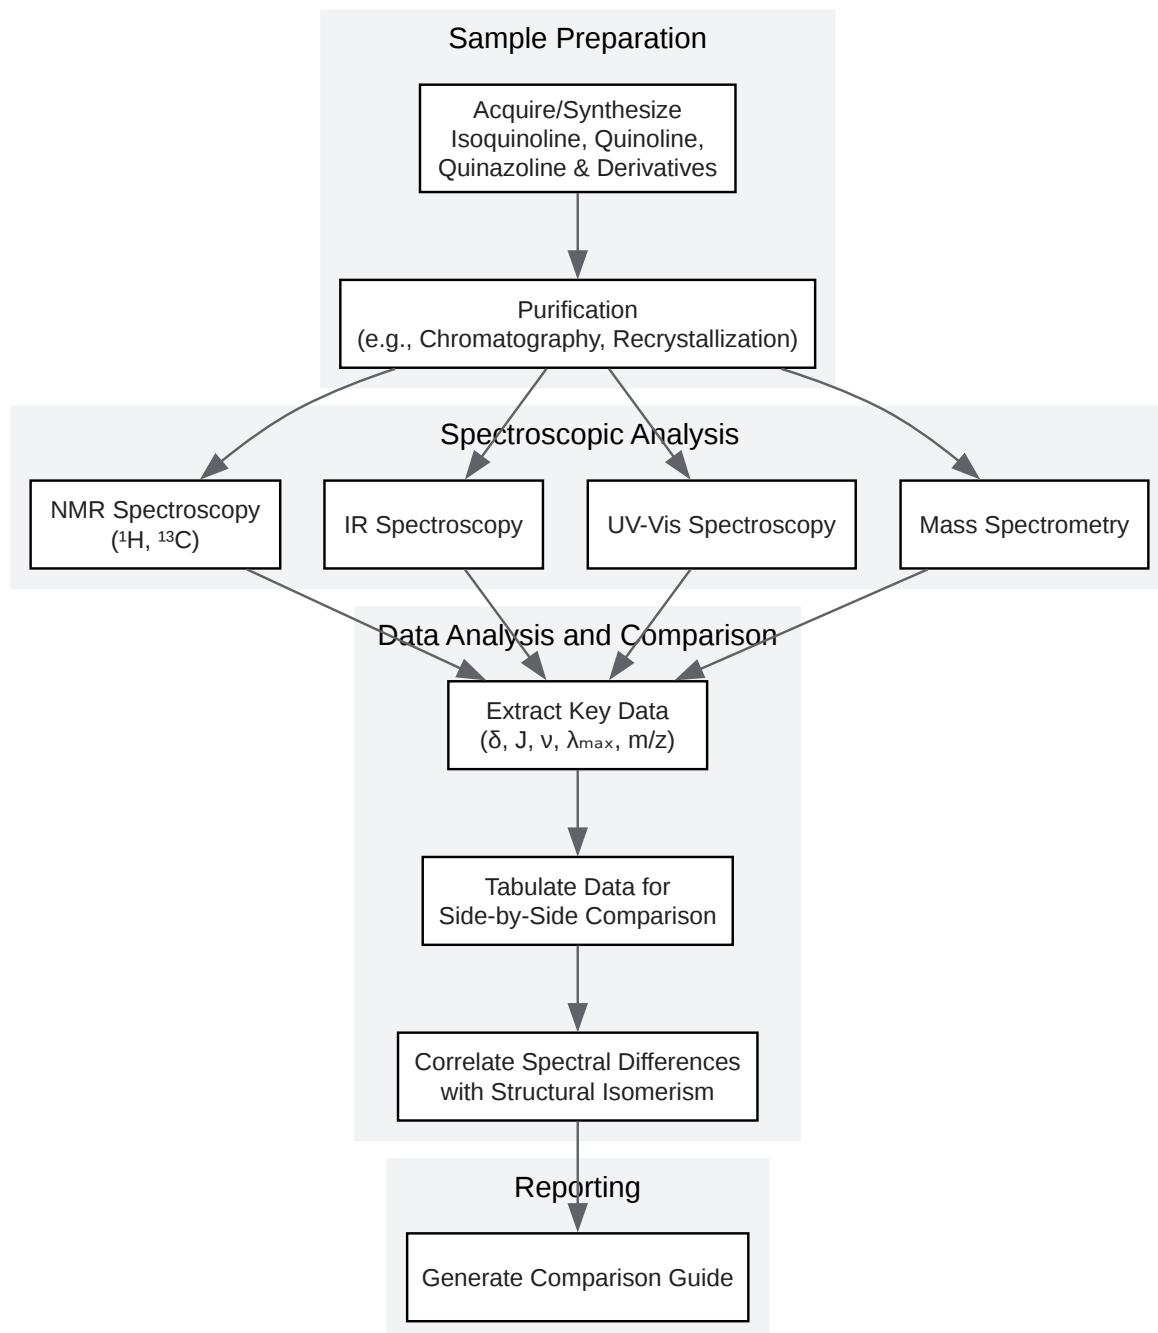 Sample Preparation
Acquire/Synthesize
Isoquinoline, Quinoline,
Quinazoline & Derivatives
Purification
(e.g., Chromatography, Recrystallization)
Spectroscopic Analysis
NMR Spectroscopy
(¹H, ¹³C)
IR Spectroscopy
UV-Vis Spectroscopy
Mass Spectrometry
Data Analysis and Comparison
Extract Key Data
(δ, J, ν, λₘₐₓ, m/z)
Tabulate Data for
Side-by-Side Comparison
Correlate Spectral Differences
with Structural Isomerism
Reporting
Generate Comparison Guide